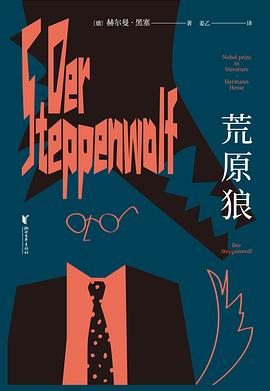 [德] 赫尔曼·黑塞 著 姜乙 译
Der
Steppenwolf
Nobel prize in
literature
Hermann
Hesse
荒原狼
Der
Steppenwolf